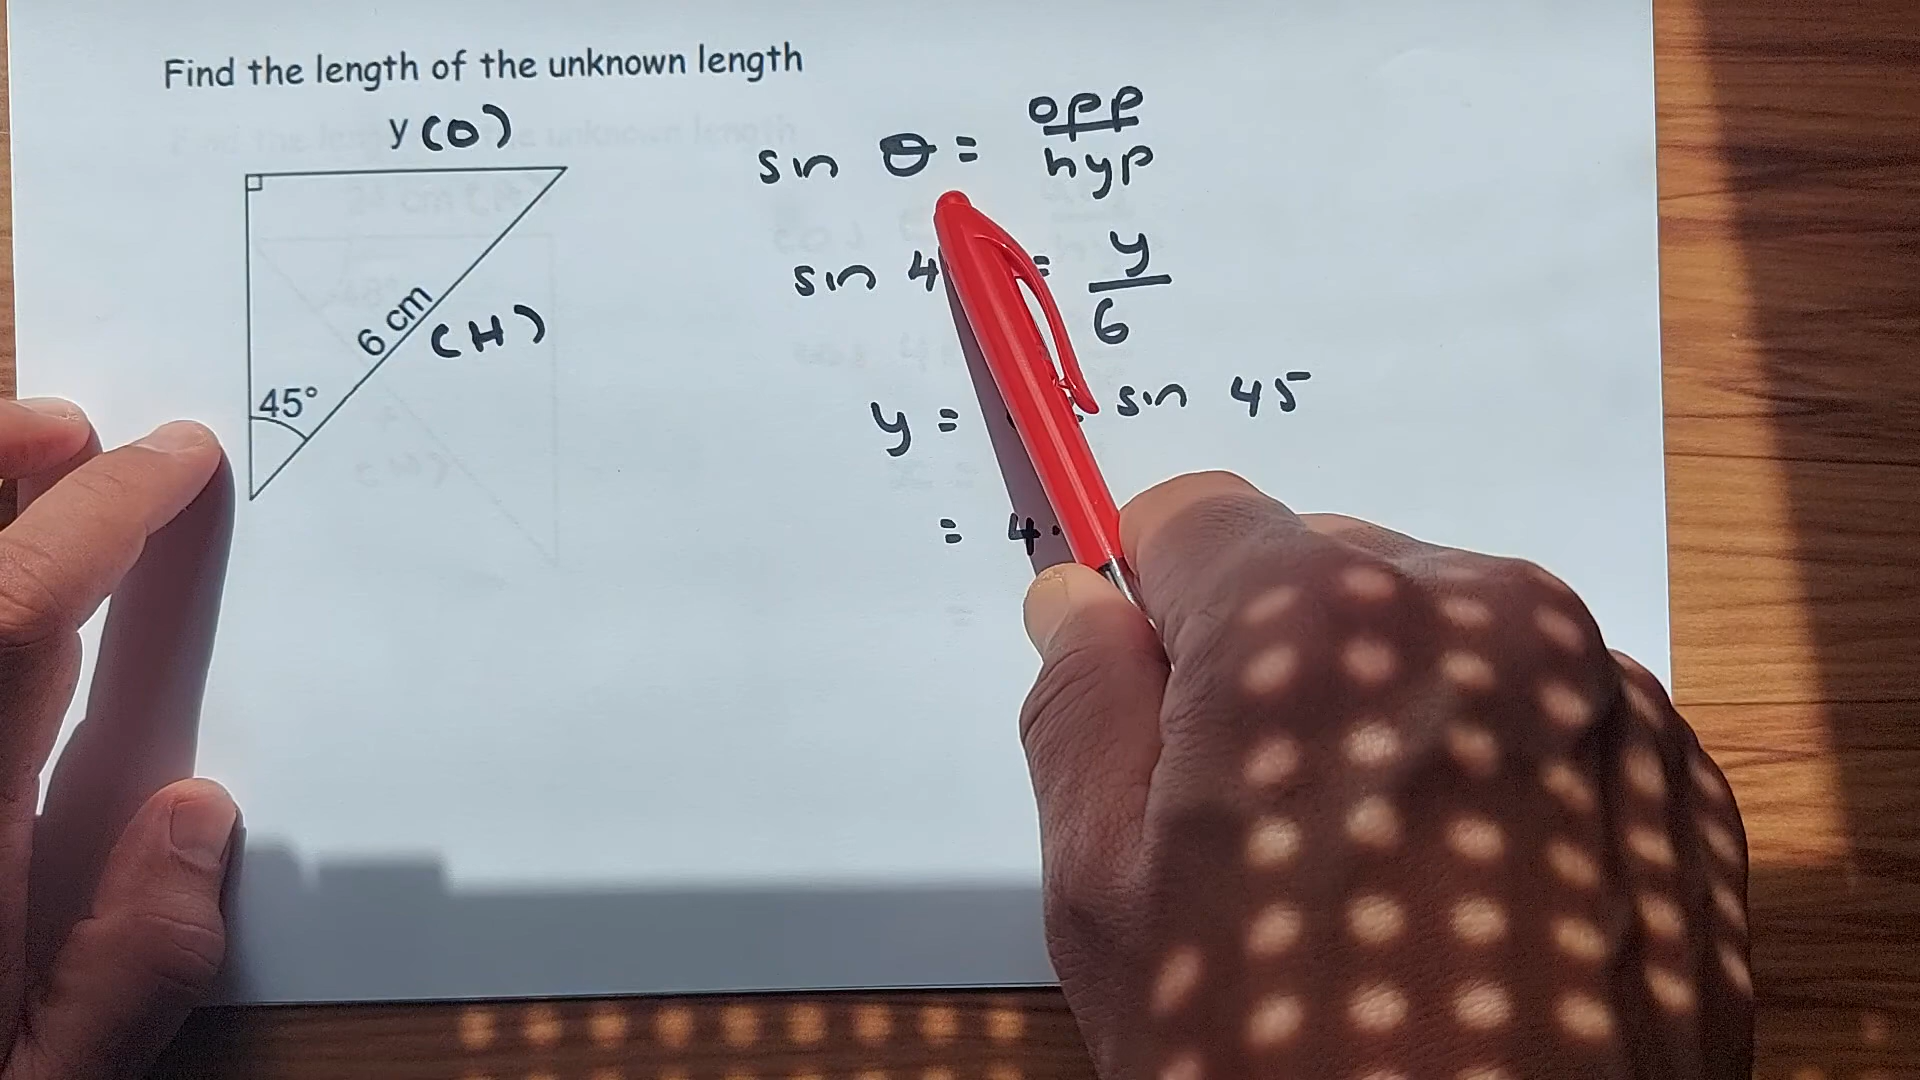 Find the length of the unknown length
y (O)
6 cm
(H)
45°
sin θ = opp
hyp
sin 4 = y
6
y = sin 45
= 4.